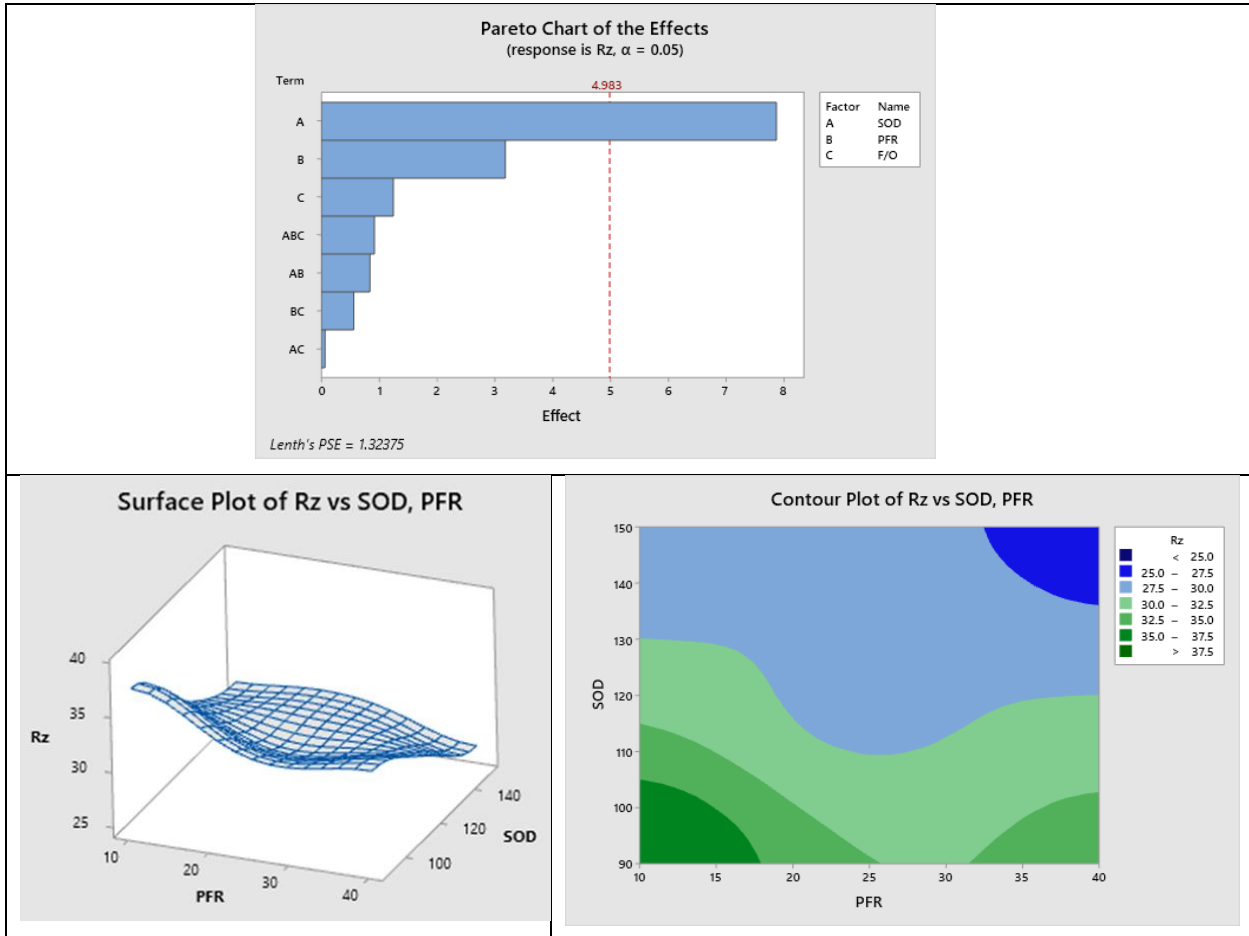 Pareto Chart of the Effects
(response is Rz, α = 0.05)
Term
4.983
A
B
C
ABC
AB
BC
AC
0 1 2 3 4 5 6 7 8
Effect
Factor Name
A SOD
B PFR
C F/O
Lenth's PSE = 1.32375
Surface Plot of Rz vs SOD, PFR
40
35
30
25
Rz
10 20 30 40
PFR
100 120 140
SOD
Contour Plot of Rz vs SOD, PFR
150
140
130
120
110
100
90
SOD
10 15 20 25 30 35 40
PFR
Rz
< 25.0
25.0 – 27.5
27.5 – 30.0
30.0 – 32.5
32.5 – 35.0
35.0 – 37.5
> 37.5